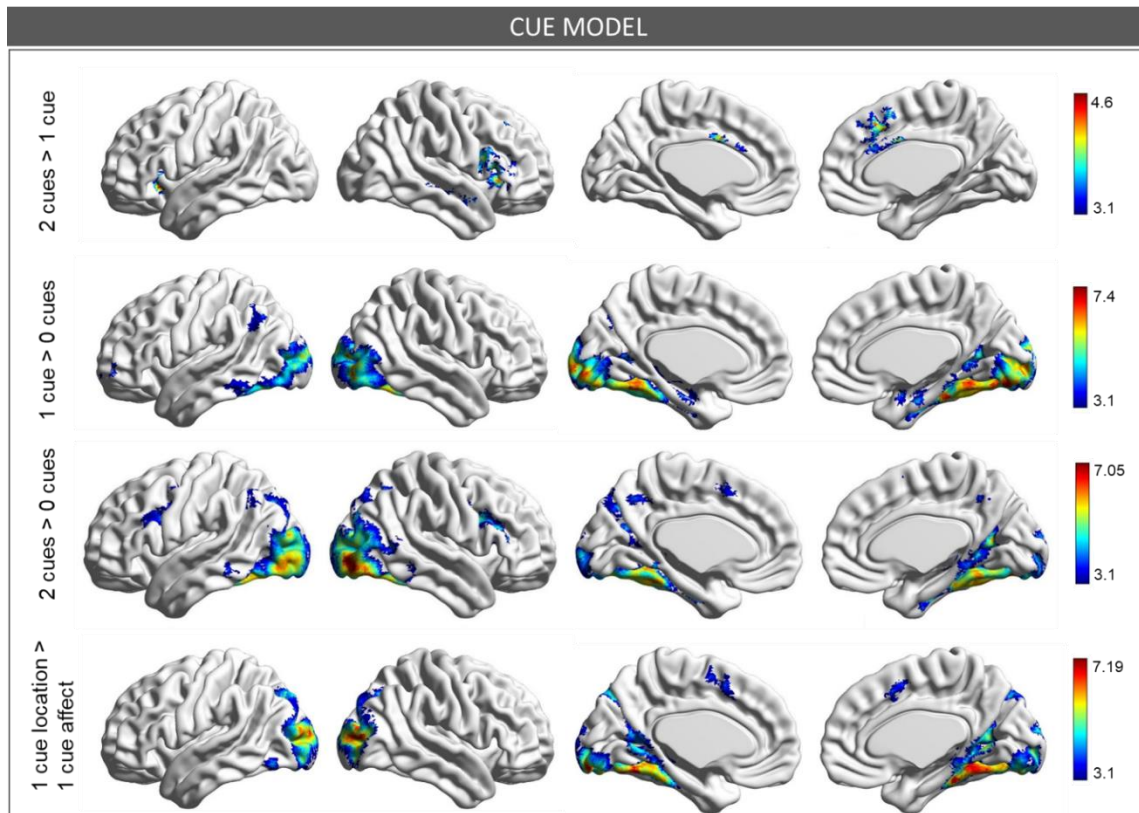 CUE MODEL
2 cues > 1 cue
4.6
3.1
1 cue > 0 cues
7.4
3.1
2 cues > 0 cues
7.05
3.1
1 cue location >
1 cue affect
7.19
3.1